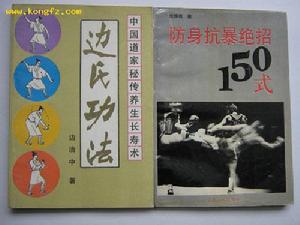 www.kongfz.com
中国道家秘传养生长寿术
边氏功法
边治中 著
防身抗暴绝招
150
式